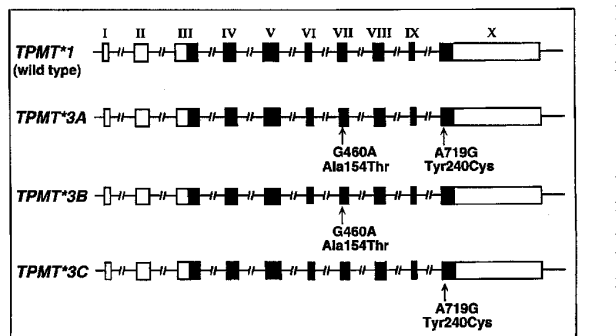 I II III IV V VI VII VIII IX X
TPMT*1
(wild type)
TPMT*3A
G460A A719G
Ala154Thr Tyr240Cys
TPMT*3B
G460A
Ala154Thr
TPMT*3C
A719G
Tyr240Cys